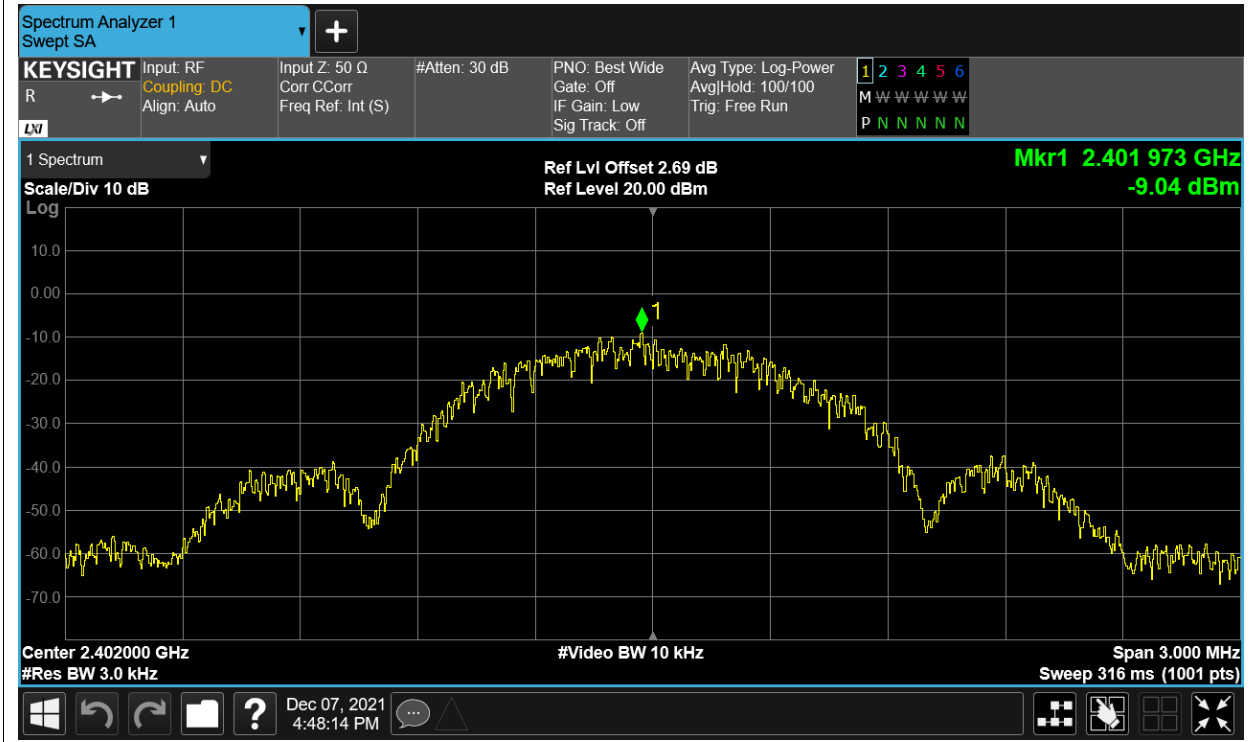 Spectrum Analyzer 1
Swept SA
KEYSIGHT
R
LXI
Input: RF
Coupling: DC
Align: Auto
Input Z: 50 Ω
Corr CCorr
Freq Ref: Int (S)
#Atten: 30 dB
PNO: Best Wide
Gate: Off
IF Gain: Low
Sig Track: Off
Avg Type: Log-Power
Avg|Hold: 100/100
Trig: Free Run
1 2 3 4 5 6
M W W W W W
P N N N N N
1 Spectrum
Scale/Div 10 dB
Log
Ref Lvl Offset 2.69 dB
Ref Level 20.00 dBm
Mkr1 2.401 973 GHz
-9.04 dBm
10.0
0.00
1
-10.0
-20.0
-30.0
-40.0
-50.0
-60.0
-70.0
Center 2.402000 GHz
#Video BW 10 kHz
Span 3.000 MHz
#Res BW 3.0 kHz
Sweep 316 ms (1001 pts)
?
Dec 07, 2021
4:48:14 PM